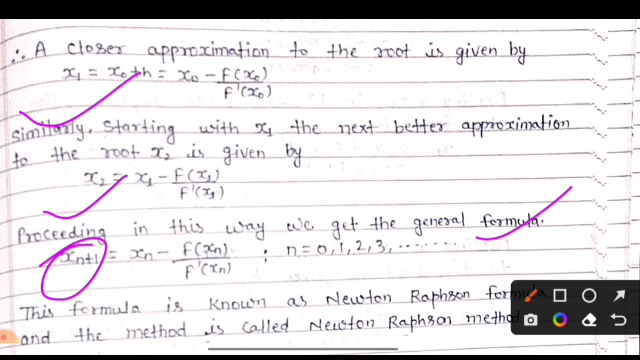 ∴ A closer approximation to the root is given by
x₁ = x₀ + h = x₀ - F(x₀)/F'(x₀)
similarly, starting with x₁ the next better approximation
to the root x₂ is given by
x₂ = x₁ - F(x₁)/F'(x₁)
Proceeding in this way we get the general formula.
xₙ₊₁ = xₙ - F(xₙ)/F'(xₙ) ; n = 0, 1, 2, 3, ........
This formula is known as Newton Raphson formula
and the method is called Newton Raphson method